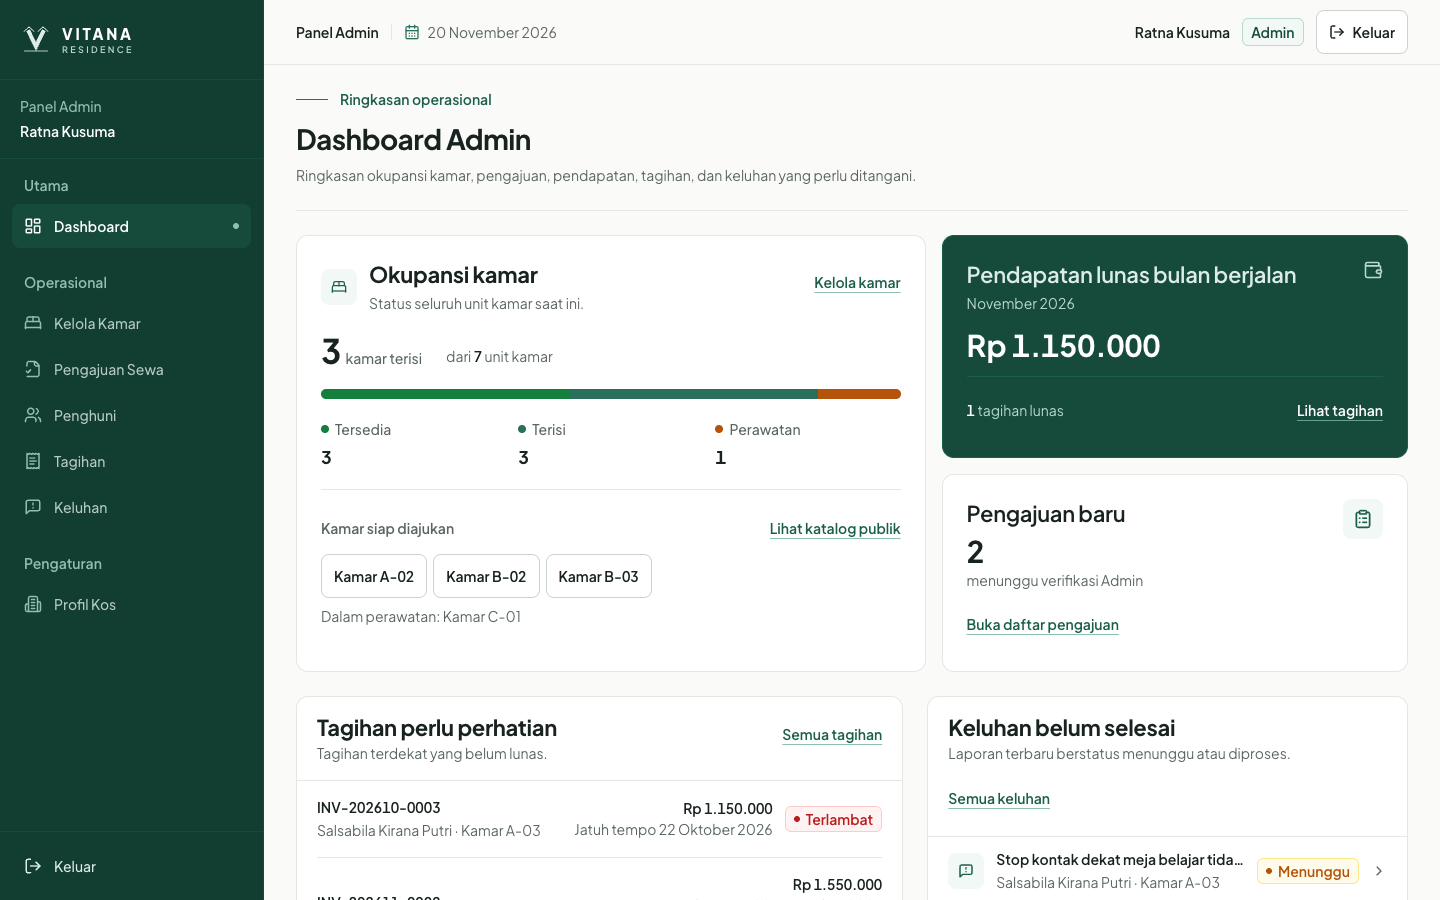 VITANA
RESIDENCE
Panel Admin
Ratna Kusuma
Utama
Dashboard
Operasional
Kelola Kamar
Pengajuan Sewa
Penghuni
Tagihan
Keluhan
Pengaturan
Profil Kos
Keluar
Panel Admin
20 November 2026
Ratna Kusuma
Admin
Keluar
Ringkasan operasional
Dashboard Admin
Ringkasan okupansi kamar, pengajuan, pendapatan, tagihan, dan keluhan yang perlu ditangani.
Okupansi kamar
Status seluruh unit kamar saat ini.
Kelola kamar
3 kamar terisi
dari 7 unit kamar
Tersedia
3
Terisi
3
Perawatan
1
Kamar siap diajukan
Lihat katalog publik
Kamar A-02
Kamar B-02
Kamar B-03
Dalam perawatan: Kamar C-01
Pendapatan lunas bulan berjalan
November 2026
Rp 1.150.000
1 tagihan lunas
Lihat tagihan
Pengajuan baru
2
menunggu verifikasi Admin
Buka daftar pengajuan
Tagihan perlu perhatian
Tagihan terdekat yang belum lunas.
Semua tagihan
INV-202610-0003
Salsabila Kirana Putri · Kamar A-03
Rp 1.150.000
Jatuh tempo 22 Oktober 2026
Terlambat
Rp 1.550.000
Keluhan belum selesai
Laporan terbaru berstatus menunggu atau diproses.
Semua keluhan
Stop kontak dekat meja belajar tida...
Salsabila Kirana Putri · Kamar A-03
Menunggu